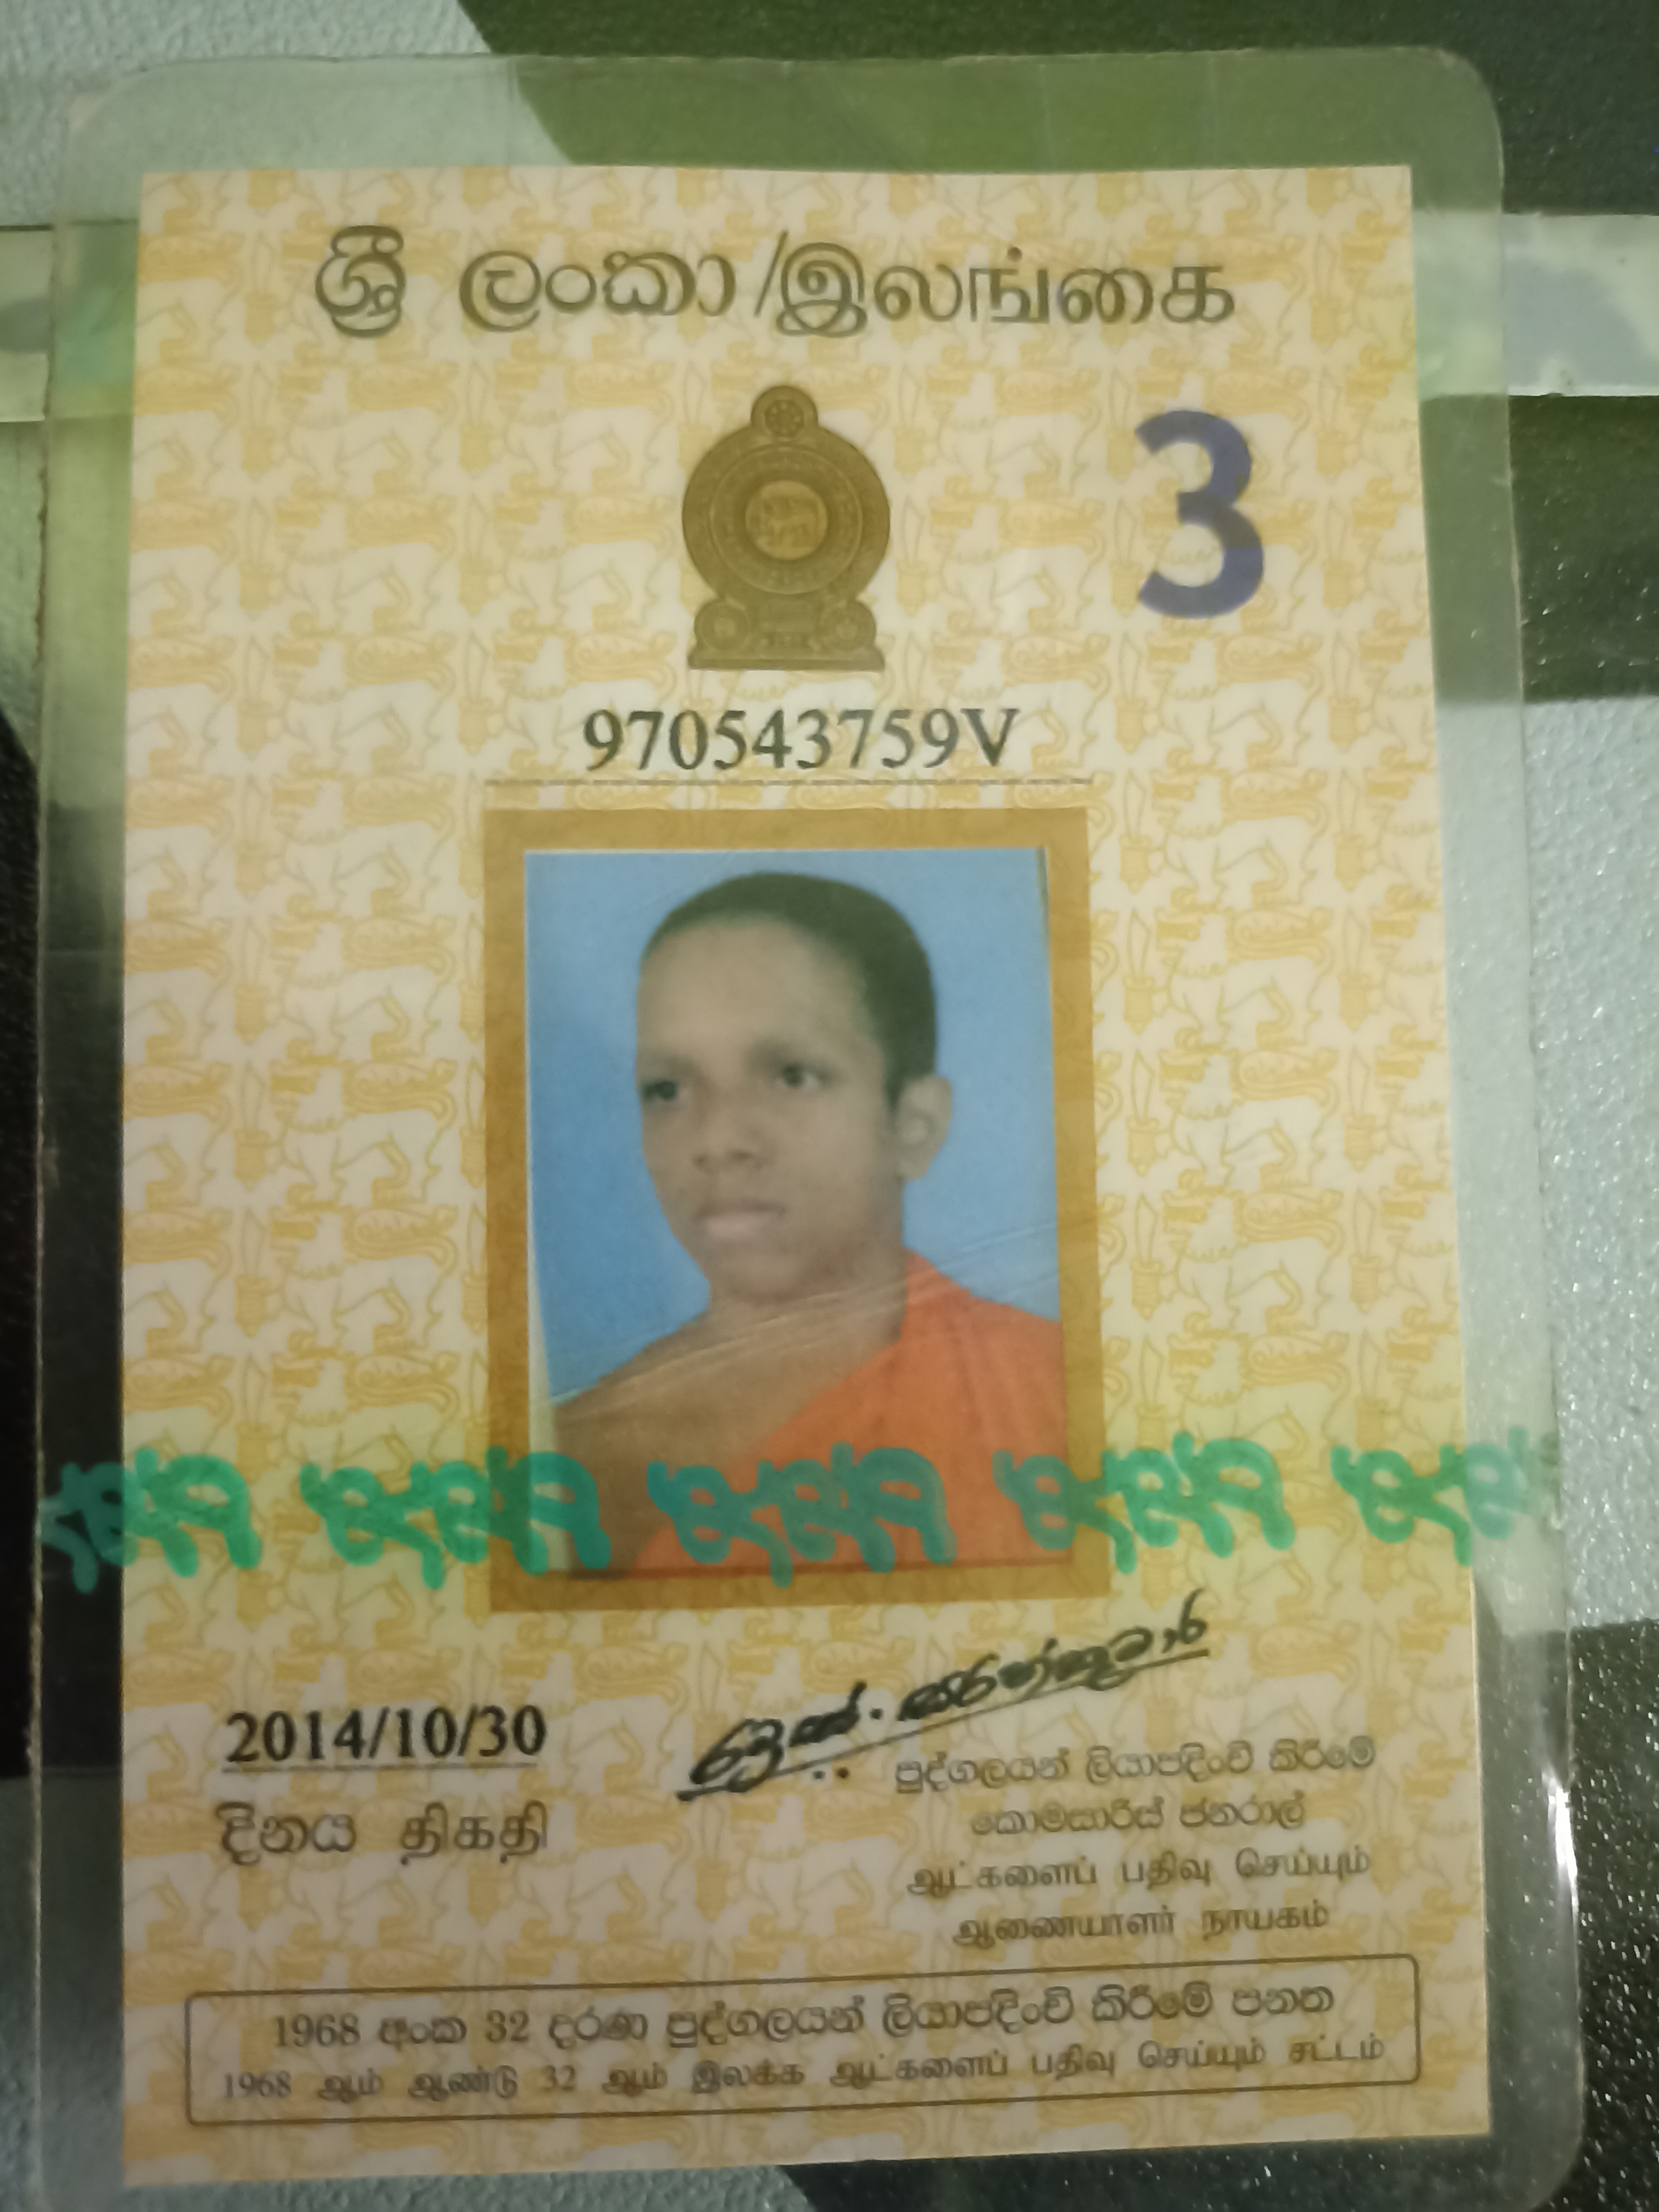 ශ්‍රී ලංකා/இலங்கை
3
970543759V
2014/10/30
දිනය திகதி
පුද්ගලයන් ලියාපදිංචි කිරීමේ
කොමසාරිස් ජනරාල්
ஆட்களைப் பதிவு செய்யும்
ஆணையாளர் நாயகம்
1968 අංක 32 දරණ පුද්ගලයන් ලියාපදිංචි කිරීමේ පනත
1968 ஆம் ஆண்டு 32 ஆம் இலக்க ஆட்களைப் பதிவு செய்யும் சட்டம்